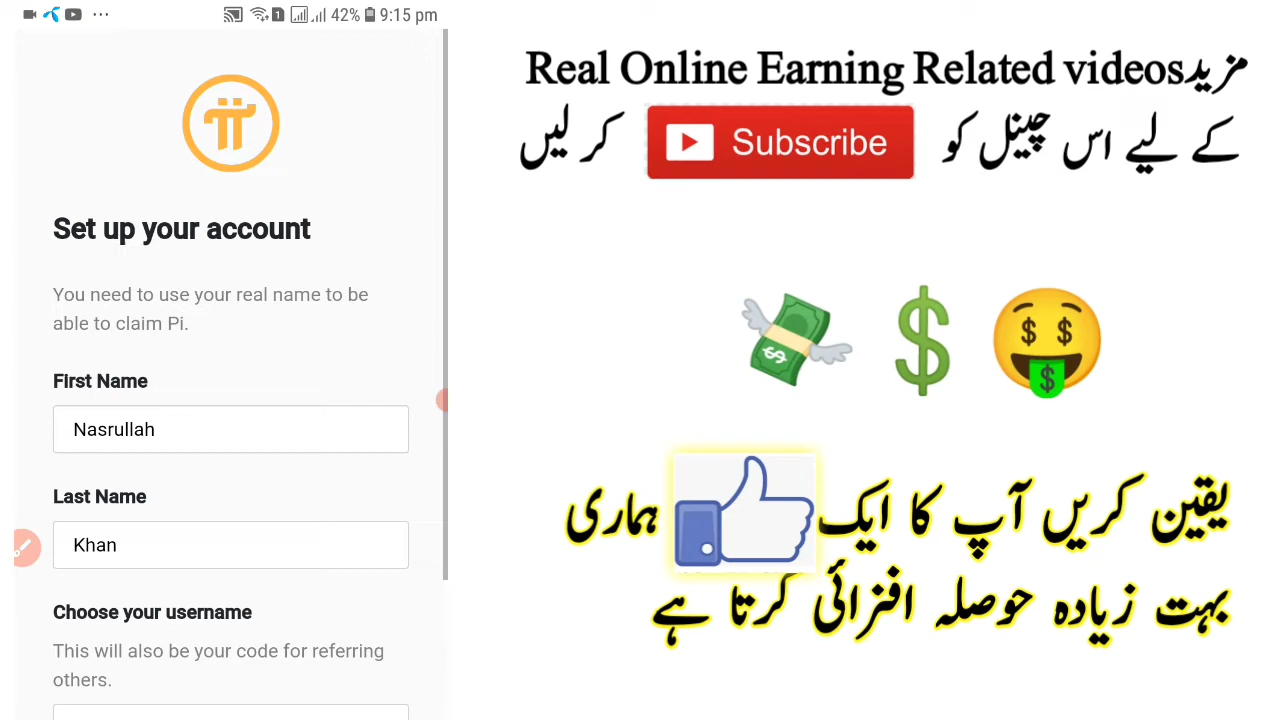 42% 9:15 pm
Set up your account
You need to use your real name to be
able to claim Pi.
First Name
Nasrullah
Last Name
Khan
Choose your username
This will also be your code for referring
others.
مزید Real Online Earning Related videos
کے لیے اس چینل کو Subscribe کر لیں
یقین کریں آپ کا ایک ہماری
بہت زیادہ حوصلہ افزائی کرتا ہے